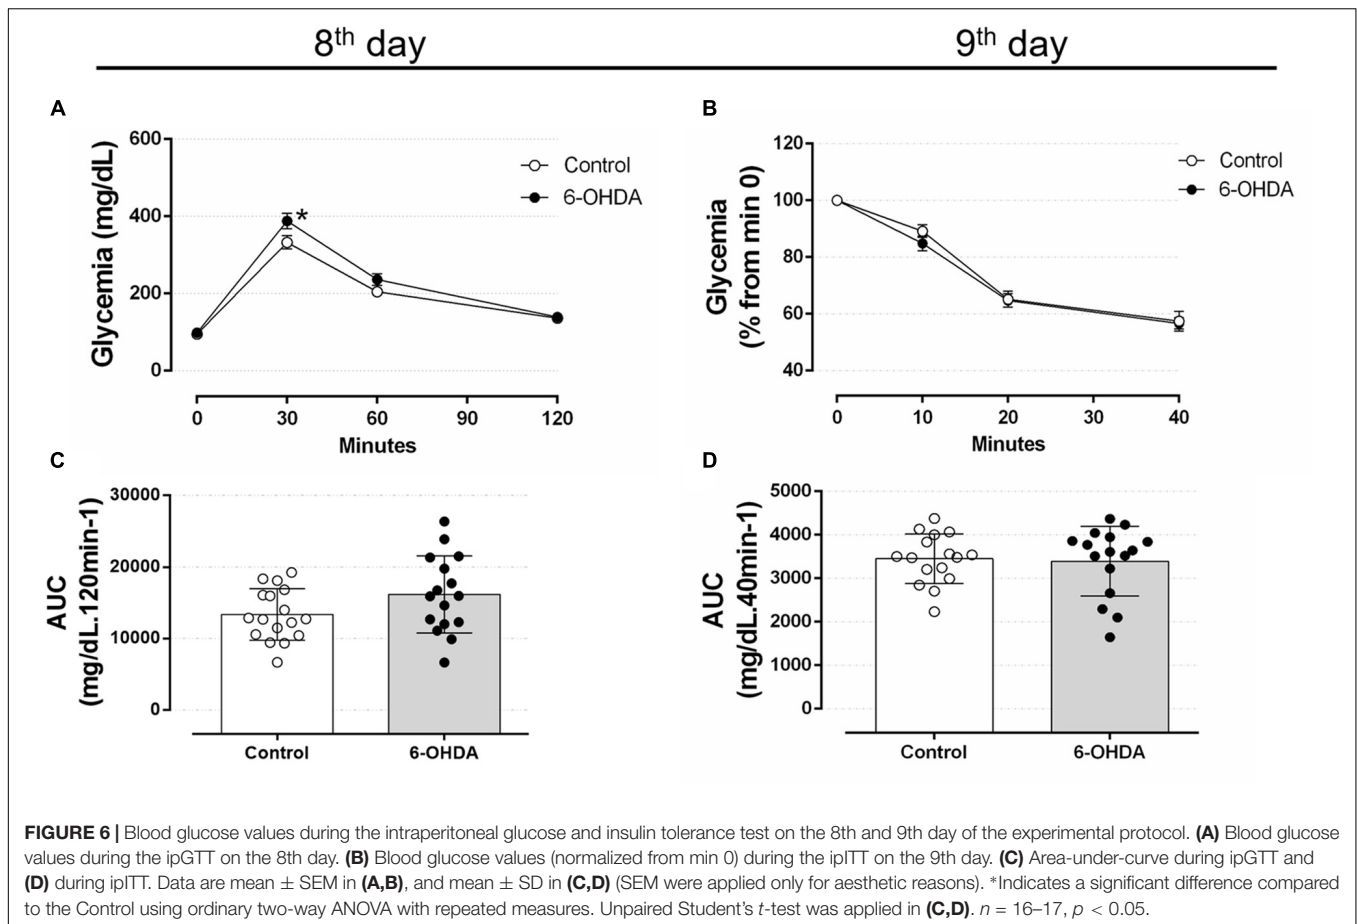 8th day
9th day
A
Glycemia (mg/dL)
600
400
200
0
*
Control
6-OHDA
0
30
60
90
120
Minutes
B
Glycemia
(% from min 0)
120
100
80
60
40
Control
6-OHDA
0
10
20
30
40
Minutes
C
AUC
(mg/dL.120min-1)
30000
20000
10000
0
Control
6-OHDA
D
AUC
(mg/dL.40min-1)
5000
4000
3000
2000
1000
0
Control
6-OHDA
FIGURE 6 | Blood glucose values during the intraperitoneal glucose and insulin tolerance test on the 8th and 9th day of the experimental protocol. (A) Blood glucose
values during the ipGTT on the 8th day. (B) Blood glucose values (normalized from min 0) during the ipITT on the 9th day. (C) Area-under-curve during ipGTT and
(D) during ipITT. Data are mean ± SEM in (A,B), and mean ± SD in (C,D) (SEM were applied only for aesthetic reasons). *Indicates a significant difference compared
to the Control using ordinary two-way ANOVA with repeated measures. Unpaired Student’s t-test was applied in (C,D). n = 16–17, p < 0.05.